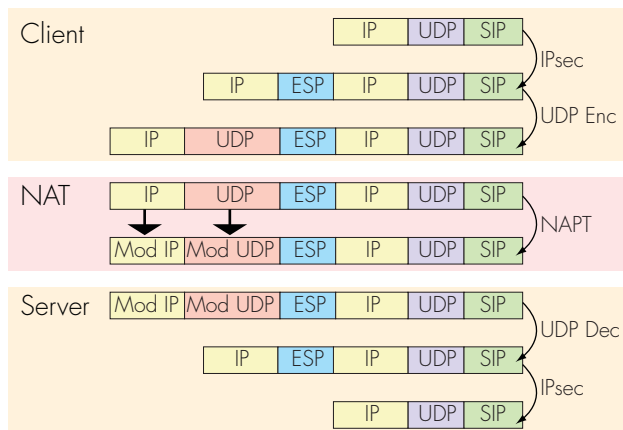 Client
IP UDP SIP
IPsec
IP ESP IP UDP SIP
UDP Enc
IP UDP ESP IP UDP SIP
NAT
IP UDP ESP IP UDP SIP
NAPT
Mod IP Mod UDP ESP IP UDP SIP
Server
Mod IP Mod UDP ESP IP UDP SIP
UDP Dec
IP ESP IP UDP SIP
IPsec
IP UDP SIP